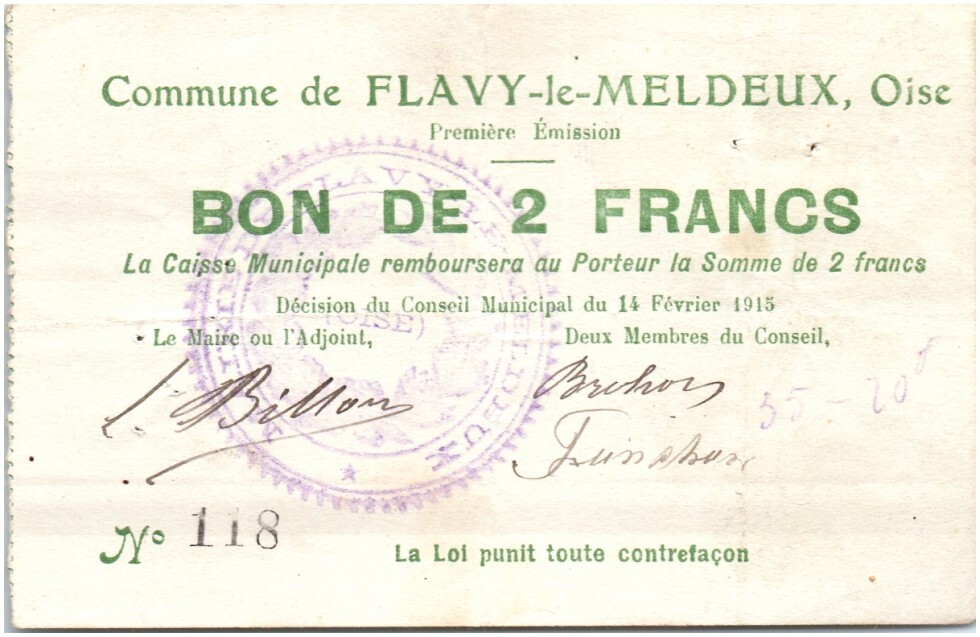 Commune de FLAVY-le-MELDEUX, Oise
Première Émission
BON DE 2 FRANCS
La Caisse Municipale remboursera au Porteur la Somme de 2 francs
Décision du Conseil Municipal du 14 Février 1915
(OISE)
Le Maire ou l'Adjoint, Deux Membres du Conseil,
Billon
No 118
La Loi punit toute contrefaçon